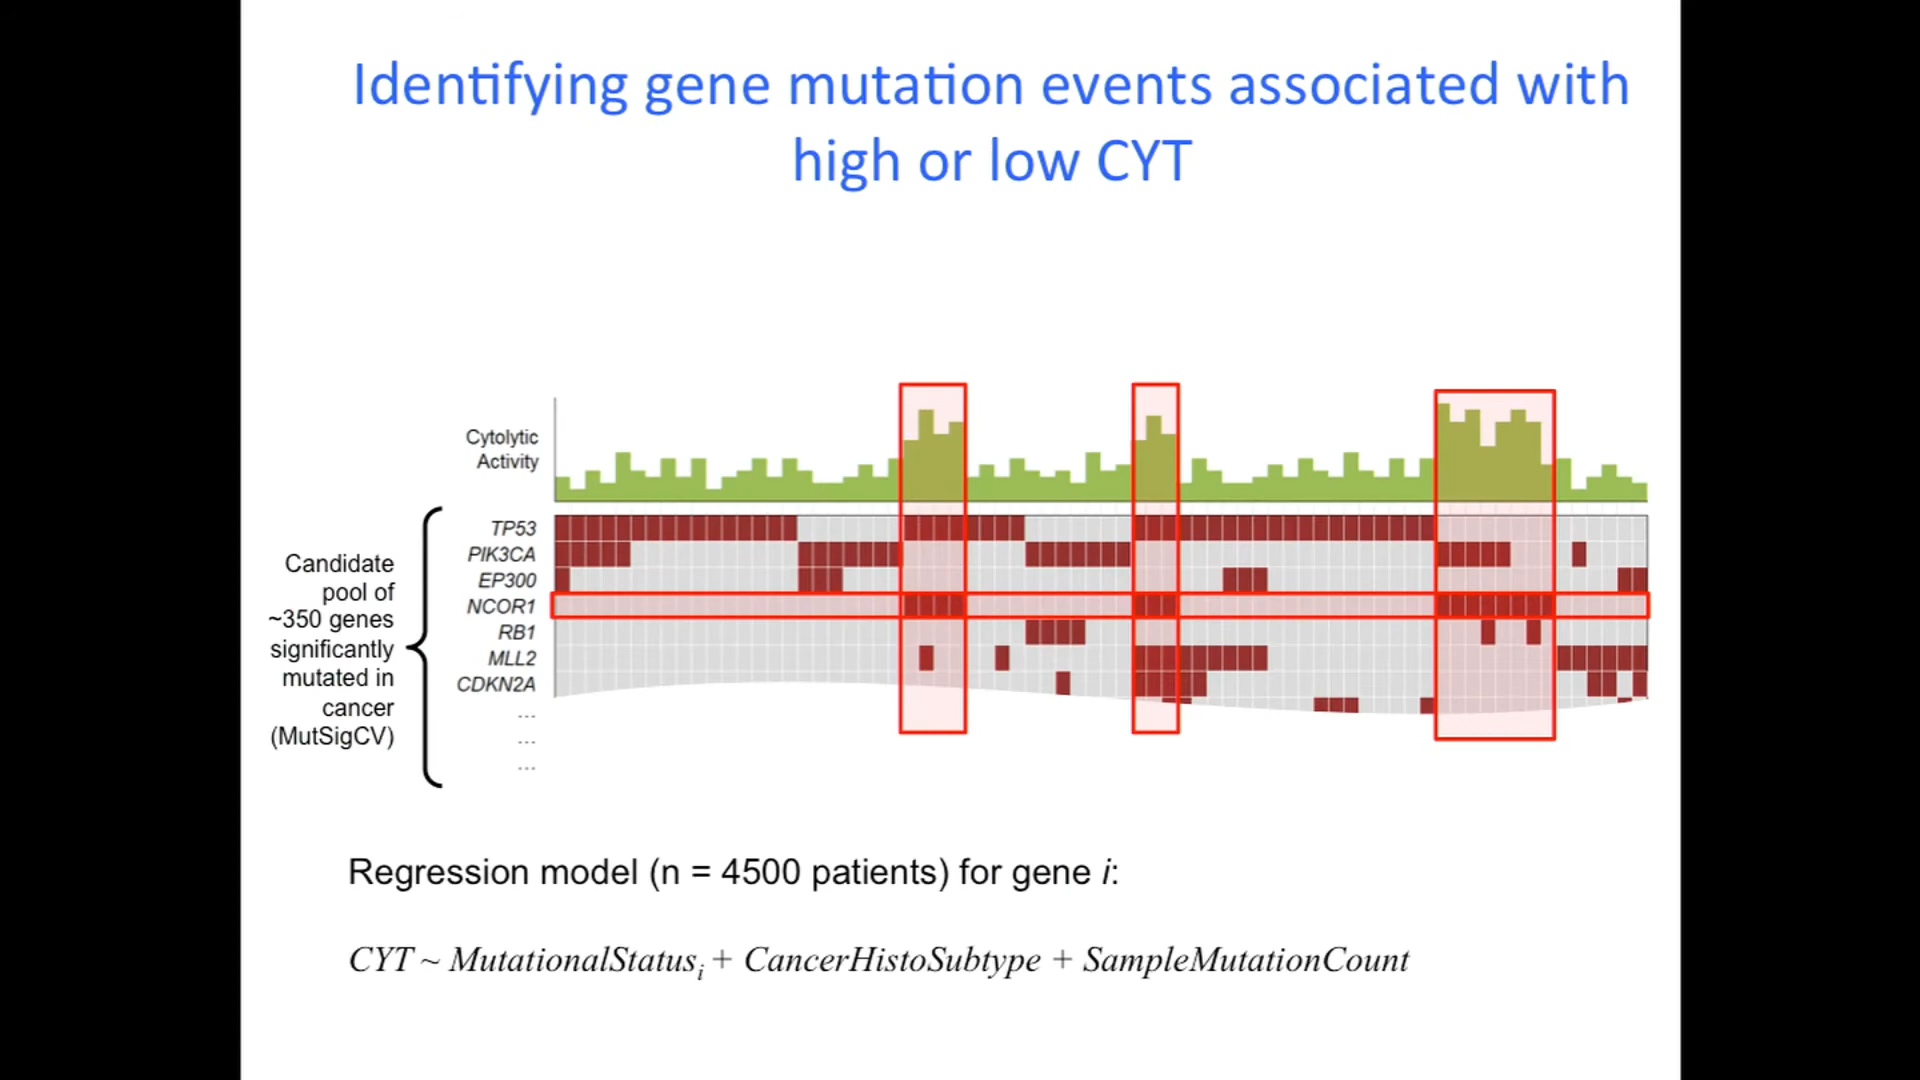 Identifying gene mutation events associated with
high or low CYT
Cytolytic
Activity
Candidate
pool of
~350 genes
significantly
mutated in
cancer
(MutSigCV)
TP53
PIK3CA
EP300
NCOR1
RB1
MLL2
CDKN2A
...
...
...
Regression model (n = 4500 patients) for gene i:
CYT ~ MutationalStatusi + CancerHistoSubtype + SampleMutationCount